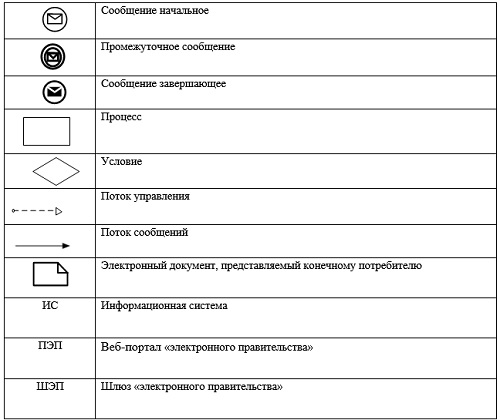 Сообщение начальное
Промежуточное сообщение
Сообщение завершающее
Процесс
Условие
Поток управления
Поток сообщений
Электронный документ, представляемый конечному потребителю
ИС Информационная система
ПЭП Веб-портал «электронного правительства»
ШЭП Шлюз «электронного правительства»